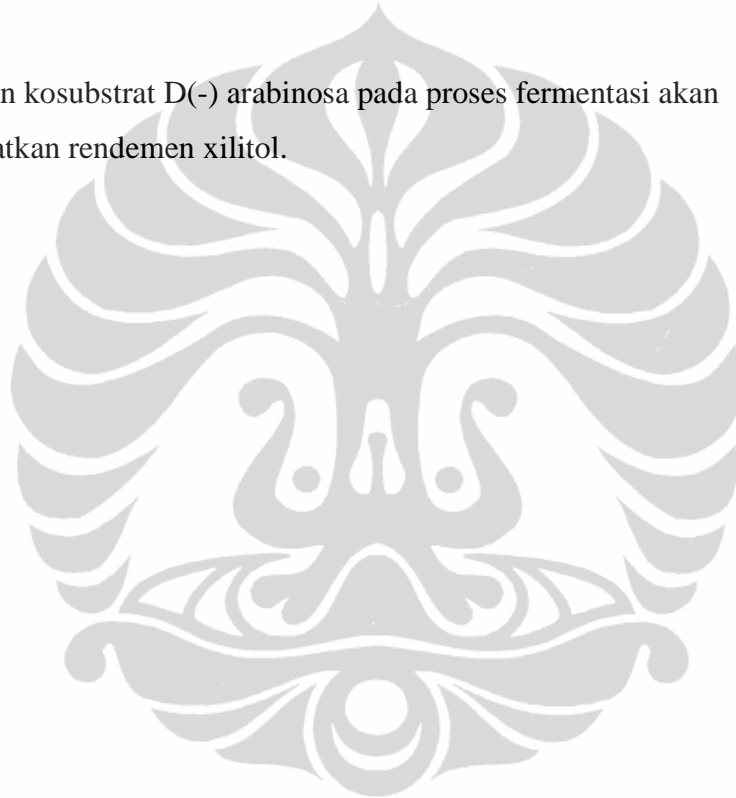 n kosubstrat D(-) arabinosa pada proses fermentasi akan
atkan rendemen xilitol.